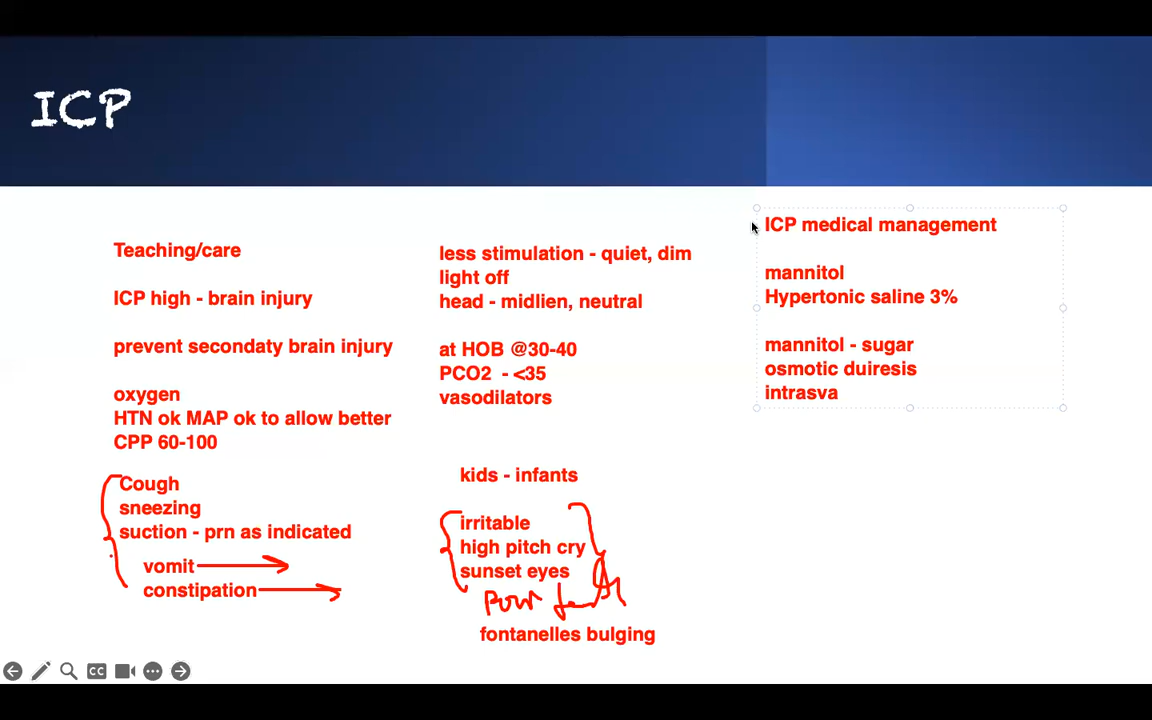 ICP
Teaching/care
ICP high - brain injury
prevent secondaty brain injury
oxygen
HTN ok MAP ok to allow better
CPP 60-100
Cough
sneezing
suction - prn as indicated
vomit
constipation
less stimulation - quiet, dim
light off
head - midlien, neutral
at HOB @30-40
PCO2 - <35
vasodilators
kids - infants
irritable
high pitch cry
sunset eyes
Poor
fontanelles bulging
ICP medical management
mannitol
Hypertonic saline 3%
mannitol - sugar
osmotic duiresis
intrasva
CC